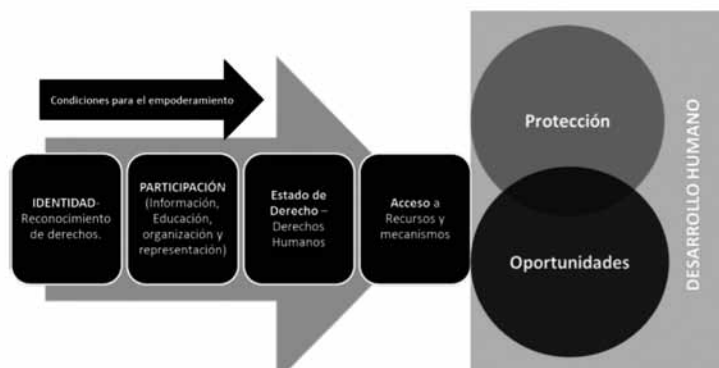 Condiciones para el empoderamiento
IDENTIDAD-
Reconocimiento
de derechos.
PARTICIPACIÓN
(Información,
Educación,
organización y
representación)
Estado de
Derecho –
Derechos
Humanos
Acceso a
Recursos y
mecanismos
Protección
Oportunidades
DESARROLLO HUMANO